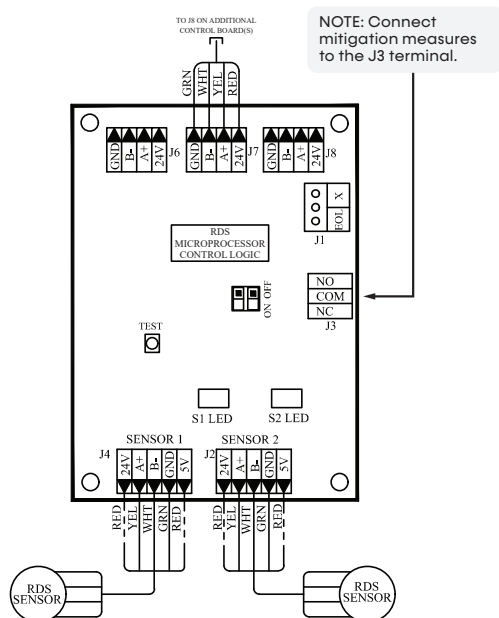 TO J8 ON ADDITIONAL
CONTROL BOARD(S)
NOTE: Connect
mitigation measures
to the J3 terminal.
GRN
WHT
YEL
RED
GND
B-
A+
24V
J6
GND
B-
A+
24V
J7
GND
B-
A+
24V
J8
X
EOL
J1
RDS
MICROPROCESSOR
CONTROL LOGIC
NO
COM
NC
J3
ON OFF
TEST
S1 LED
S2 LED
SENSOR 1
SENSOR 2
J4
24V
A+
B-
GND
5V
J2
24V
A+
B-
GND
5V
RED
YEL
WHT
GRN
RED
RED
YEL
WHT
GRN
RED
RDS
SENSOR
RDS
SENSOR